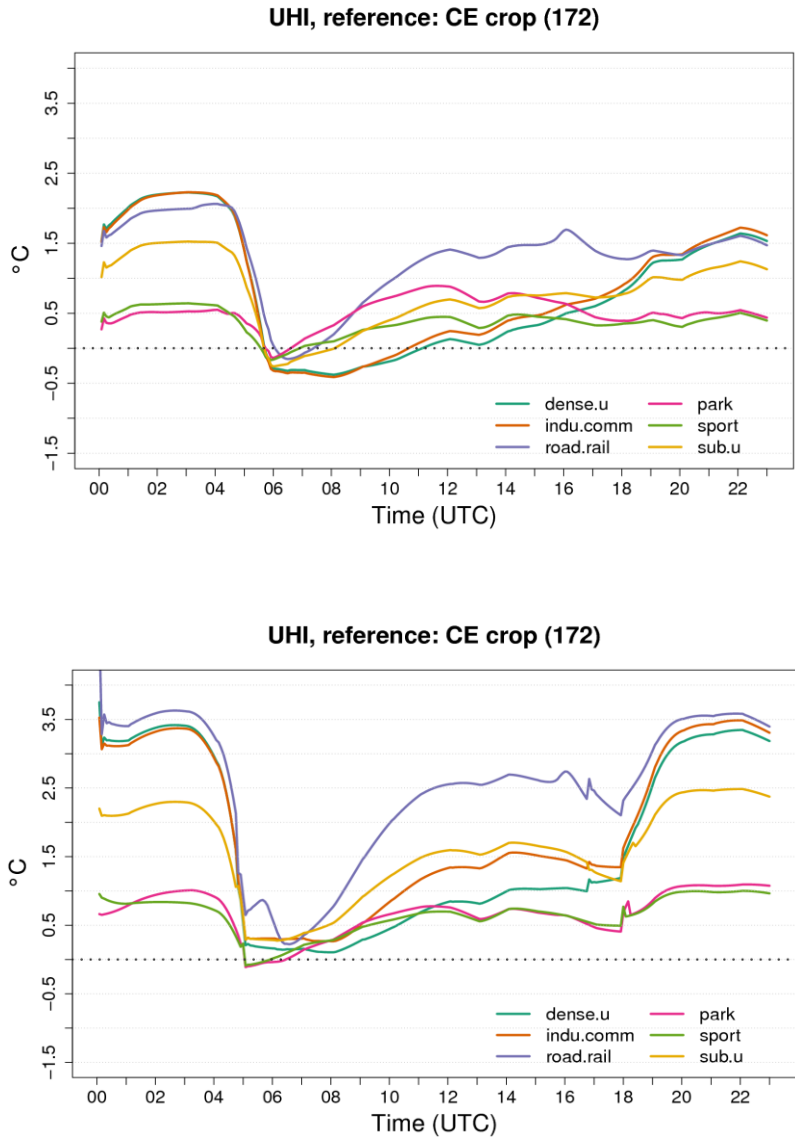 UHI, reference: CE crop (172)
°C
3.5
2.5
1.5
0.5
−0.5
−1.5
dense.u park
indu.comm sport
road.rail sub.u
00 02 04 06 08 10 12 14 16 18 20 22
Time (UTC)
UHI, reference: CE crop (172)
°C
3.5
2.5
1.5
0.5
−0.5
−1.5
dense.u park
indu.comm sport
road.rail sub.u
00 02 04 06 08 10 12 14 16 18 20 22
Time (UTC)